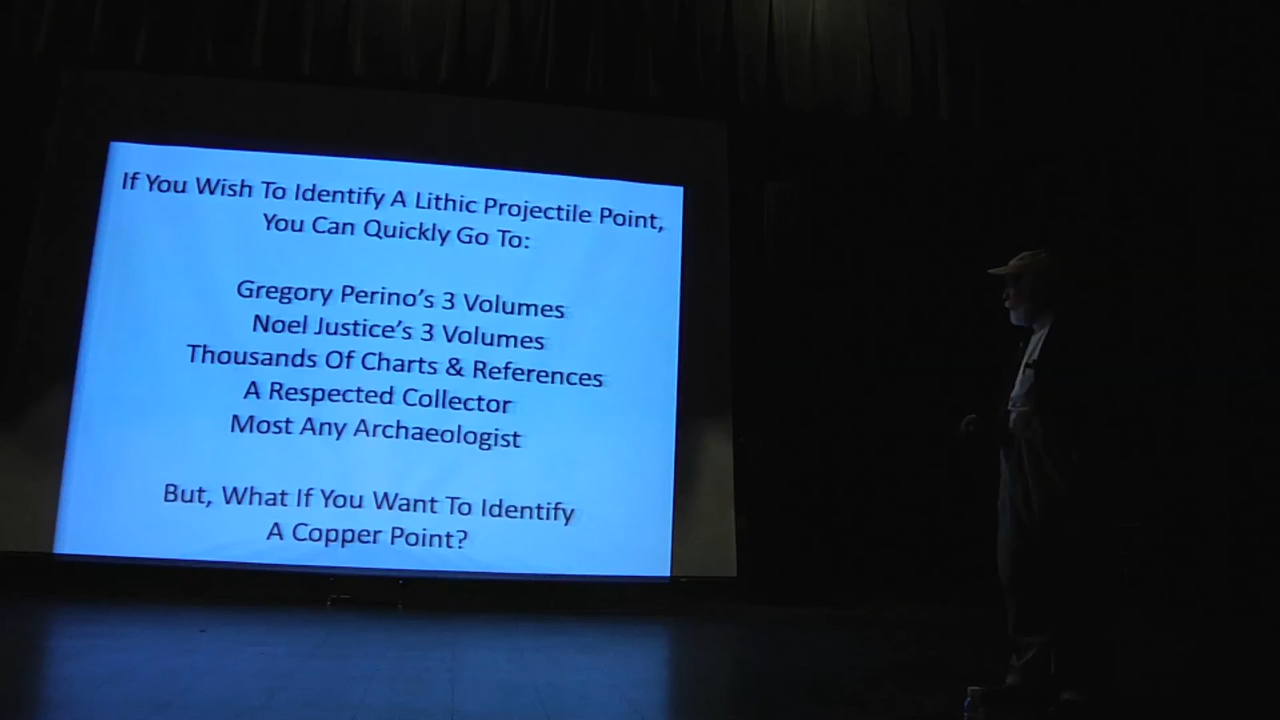 If You Wish To Identify A Lithic Projectile Point,
You Can Quickly Go To:
Gregory Perino's 3 Volumes
Noel Justice's 3 Volumes
Thousands Of Charts & References
A Respected Collector
Most Any Archaeologist
But, What If You Want To Identify
A Copper Point?